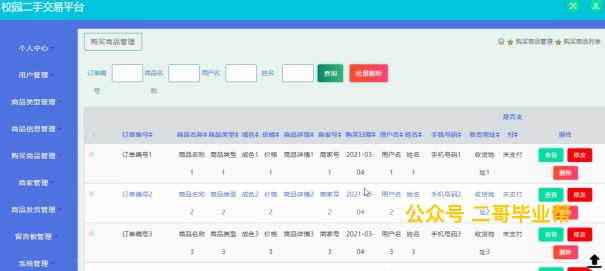 校园二手交易平台
个人中心
用户管理
商品类型管理
商品信息管理
购买商品管理
商家管理
商品发货管理
留言板管理
系统管理
购买商品管理
购买商品管理 购买商品列表
订单编号 商品名称 用户名 姓名 查询 批量删除
订单编号 商品名称 商品类型 成色 价格 商品详情 商家号 购买日期 用户名 姓名 手机号码 收货地址 是否支付 操作
订单编号1 商品名称1 商品类型1 成色1 价格1 商品详情1 商家号1 2021-03-04 用户名1 姓名1 手机号码1 收货地址1 未支付 查看 修改 删除
订单编号2 商品名称2 商品类型2 成色2 价格2 商品详情2 商家号2 2021-03-04 用户名2 姓名2 手机号码2 收货地址2 未支付 查看 修改
订单编号3 商品名称3 商品类型3 成色3 价格3 商品详情3 商家号3 2021-03-04 用户名3 姓名3 手机号码3 收货地址3 未支付 查看 修改 删除
公众号 二哥毕业帮